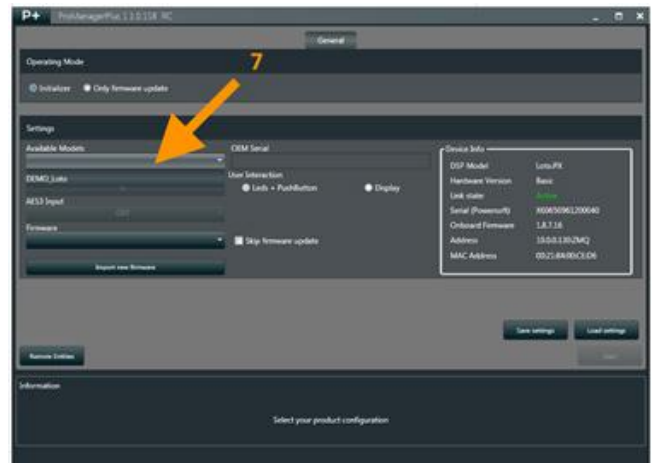 P+ ProManagerPlus 1.1.0.118 RC
General
Operating Mode
7
Initializer Only firmware update
Settings
Available Models OEM Serial Device Info
DSP Model Loto.PX
DEMO_Loto User Interaction Hardware Version Basic
Leds + PushButton Display Link state: Active
AES3 Input Serial (Powersoft)
Onboard Firmware 1.8.7.16
Firmware Skip firmware update Address
MAC Address
Import new firmware
Save settings Load settings
Remove Entities
Information
Select your product configuration